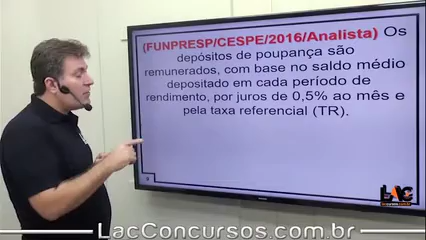 (FUNPRESP/CESPE/2016/Analista) Os
depósitos de poupança são
remunerados, com base no saldo médio
depositado em cada período de
rendimento, por juros de 0,5% ao mês e
pela taxa referencial (TR).
LAC
LacConcursos.com.br